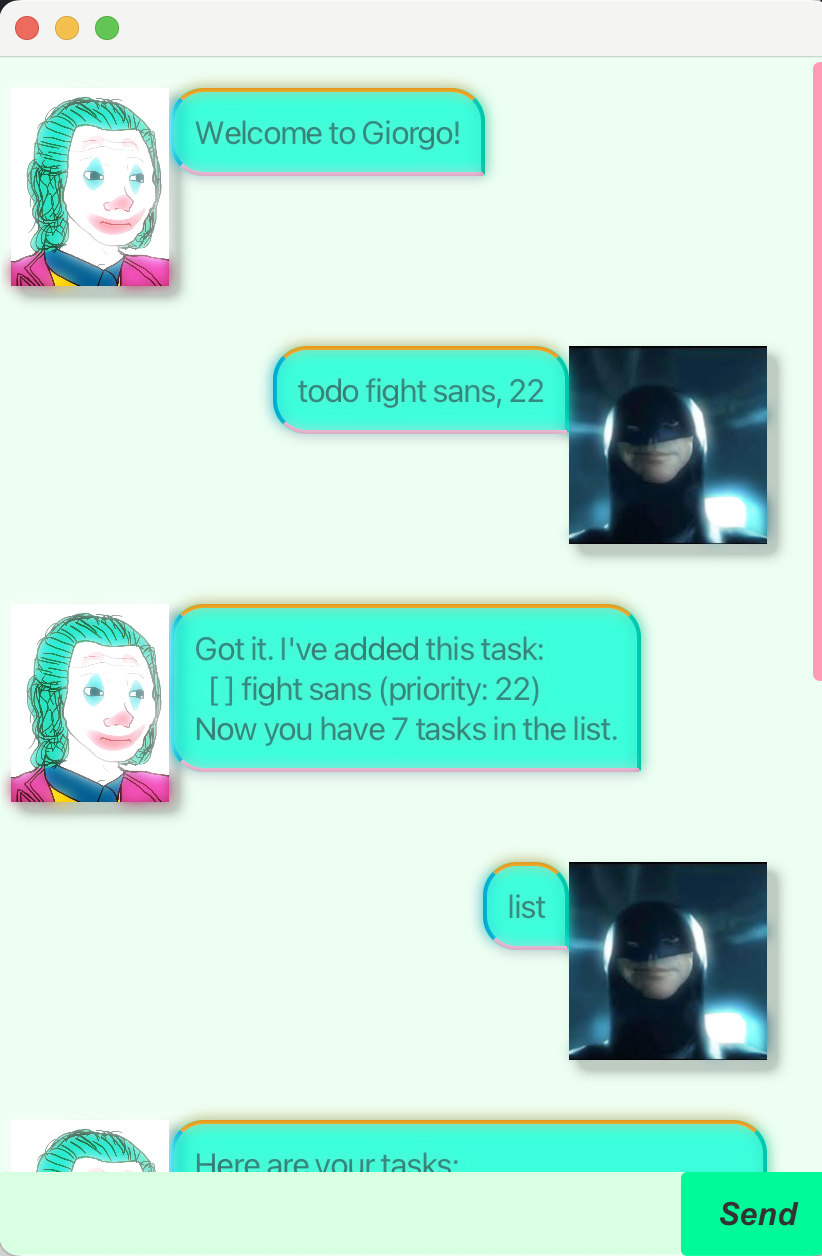 Welcome to Giorgo!
todo fight sans, 22
Got it. I've added this task:
[ ] fight sans (priority: 22)
Now you have 7 tasks in the list.
list
Here are your tasks:
Send